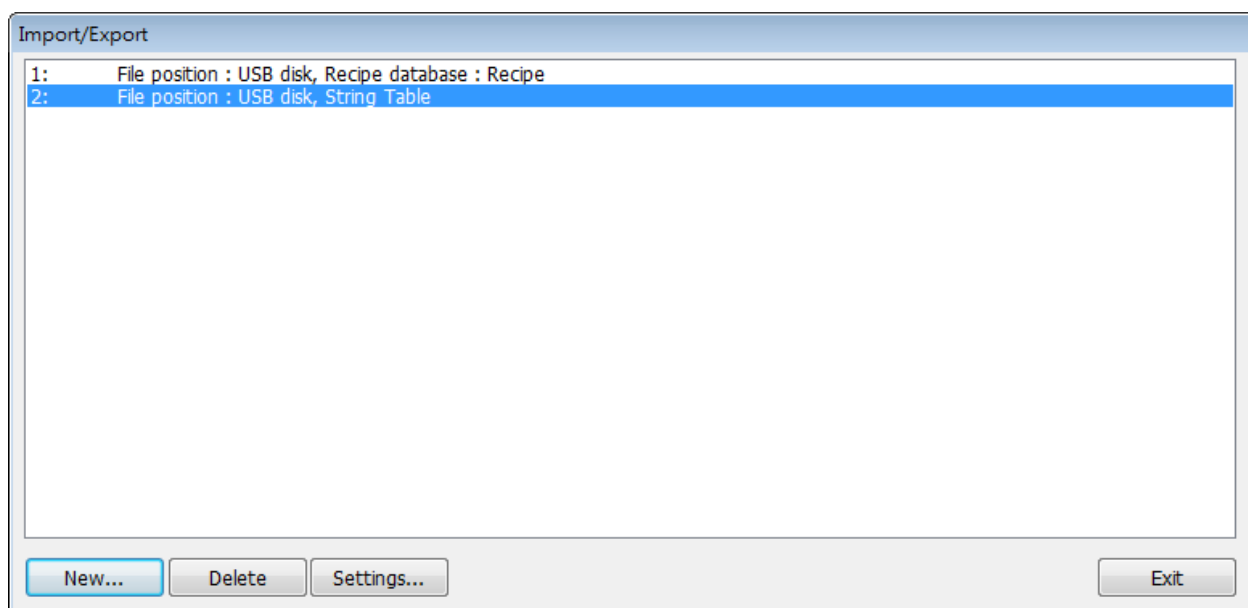 Import/Export
1: File position : USB disk, Recipe database : Recipe
2: File position : USB disk, String Table
New... Delete Settings... Exit